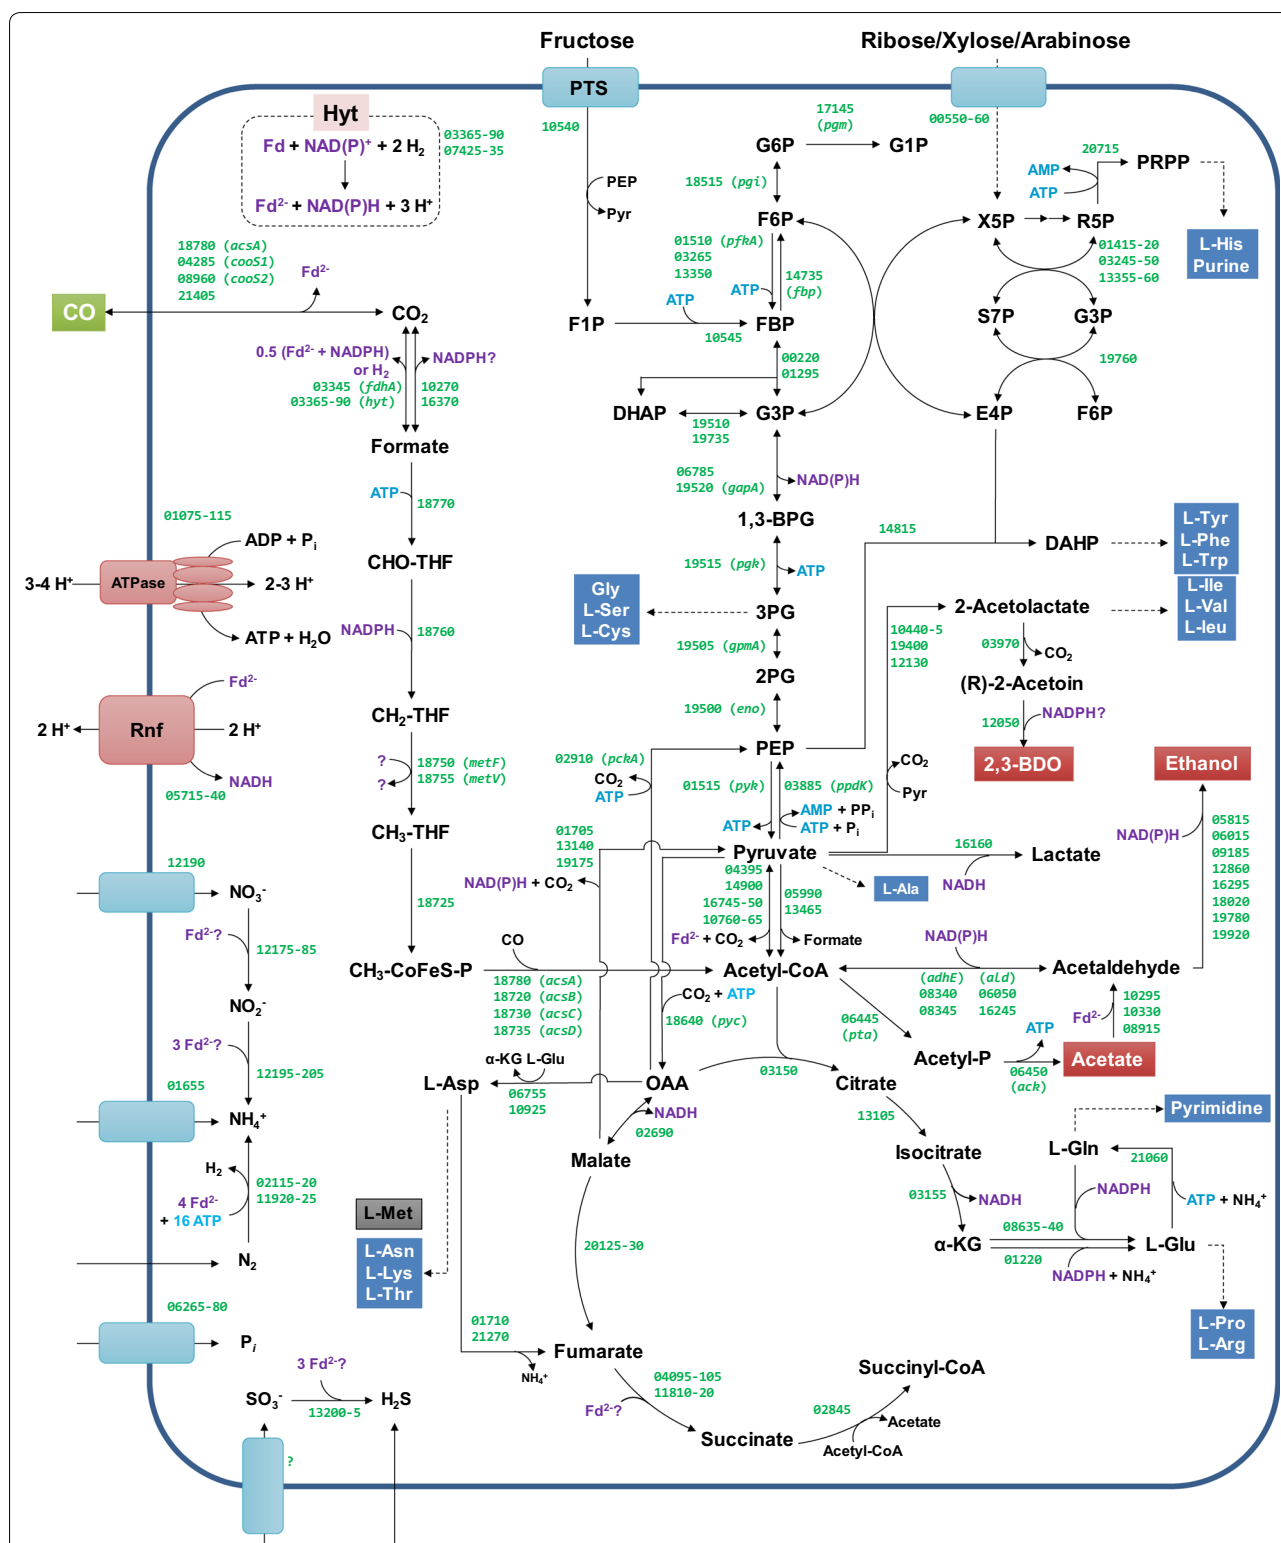 Fructose
Ribose/Xylose/Arabinose
PTS
Hyt
Fd + NAD(P)⁺ + 2 H₂
Fd²⁻ + NAD(P)H + 3 H⁺
03365-90
07425-35
10540
PEP
Pyr
17145
(pgm)
G6P
G1P
18515 (pgi)
F6P
00550-60
20715
PRPP
AMP
ATP
X5P
R5P
L-His
Purine
18780 (acsA)
04285 (cooS1)
08960 (cooS2)
21405
Fd²⁻
CO
CO₂
01510 (pfkA)
03265
13350
14735
(fbp)
ATP
ATP
F1P
10545
FBP
01415-20
03245-50
13355-60
S7P
G3P
19760
0.5 (Fd²⁻ + NADPH)
or H₂
NADPH?
03345 (fdhA)
03365-90 (hyt)
10270
16370
00220
01295
DHAP
19510
19735
G3P
E4P
F6P
Formate
ATP
18770
06785
19520 (gapA)
NAD(P)H
1,3-BPG
14815
DAHP
L-Tyr
L-Phe
L-Trp
01075-115
ADP + Pᵢ
3-4 H⁺
ATPase
2-3 H⁺
ATP + H₂O
CHO-THF
19515 (pgk)
ATP
Gly
L-Ser
L-Cys
3PG
2-Acetolactate
L-Ile
L-Val
L-leu
NADPH
18760
19505 (gpmA)
10440-5
19400
12130
03970
CO₂
2PG
(R)-2-Acetoin
Fd²⁻
2 H⁺
Rnf
2 H⁺
NADH
05715-40
CH₂-THF
19500 (eno)
12050
NADPH?
PEP
2,3-BDO
Ethanol
?
?
18750 (metF)
18755 (metV)
02910 (pckA)
CO₂
ATP
01515 (pyk)
03885 (ppdK)
CO₂
Pyr
AMP + PPᵢ
ATP + Pᵢ
ATP
CH₃-THF
01705
13140
19175
NAD(P)H + CO₂
Pyruvate
16160
NADH
Lactate
NAD(P)H
05815
06015
09185
12860
16295
18020
19780
19920
L-Ala
12190
NO₃⁻
18725
04395
14900
16745-50
10760-65
05990
13465
Fd²⁻ + CO₂
Formate
Fd²⁻?
12175-85
CO
CH₃-CoFeS-P
18780 (acsA)
18720 (acsB)
18730 (acsC)
18735 (acsD)
Acetyl-CoA
NAD(P)H
(adhE)
08340
08345
(ald)
06050
16245
Acetaldehyde
NO₂⁻
CO₂ + ATP
18640 (pyc)
06445
(pta)
10295
10330
08915
Fd²⁻
ATP
Acetyl-P
06450
(ack)
Acetate
3 Fd²⁻?
12195-205
01655
α-KG L-Glu
L-Asp
06755
10925
OAA
03150
Citrate
NH₄⁺
NADH
02690
13105
Pyrimidine
Malate
Isocitrate
L-Gln
21060
H₂
02115-20
11920-25
4 Fd²⁻
+ 16 ATP
03155
NADH
NADPH
ATP + NH₄⁺
L-Met
L-Asn
L-Lys
L-Thr
N₂
20125-30
α-KG
08635-40
01220
L-Glu
NADPH + NH₄⁺
06265-80
Pᵢ
01710
21270
NH₄⁺
Fumarate
L-Pro
L-Arg
3 Fd²⁻?
SO₃⁻
13200-5
H₂S
04095-105
11810-20
Fd²⁻?
Succinyl-CoA
Succinate
02845
Acetate
Acetyl-CoA
?